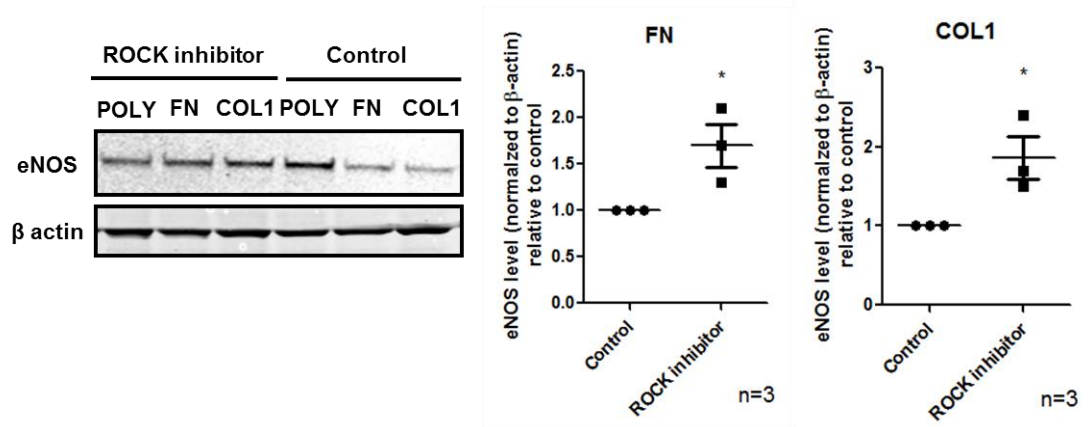 ROCK inhibitor Control
POLY FN COL1 POLY FN COL1
eNOS
β actin
FN
eNOS level (normalzed to β-actin)
relative to control
2.5
2.0
1.5
1.0
0.5
0.0
*
Control
ROCK inhibitor
n=3
COL1
eNOS level (normalized to β-actin)
relative to control
3
2
1
0
*
Control
ROCK inhibitor
n=3